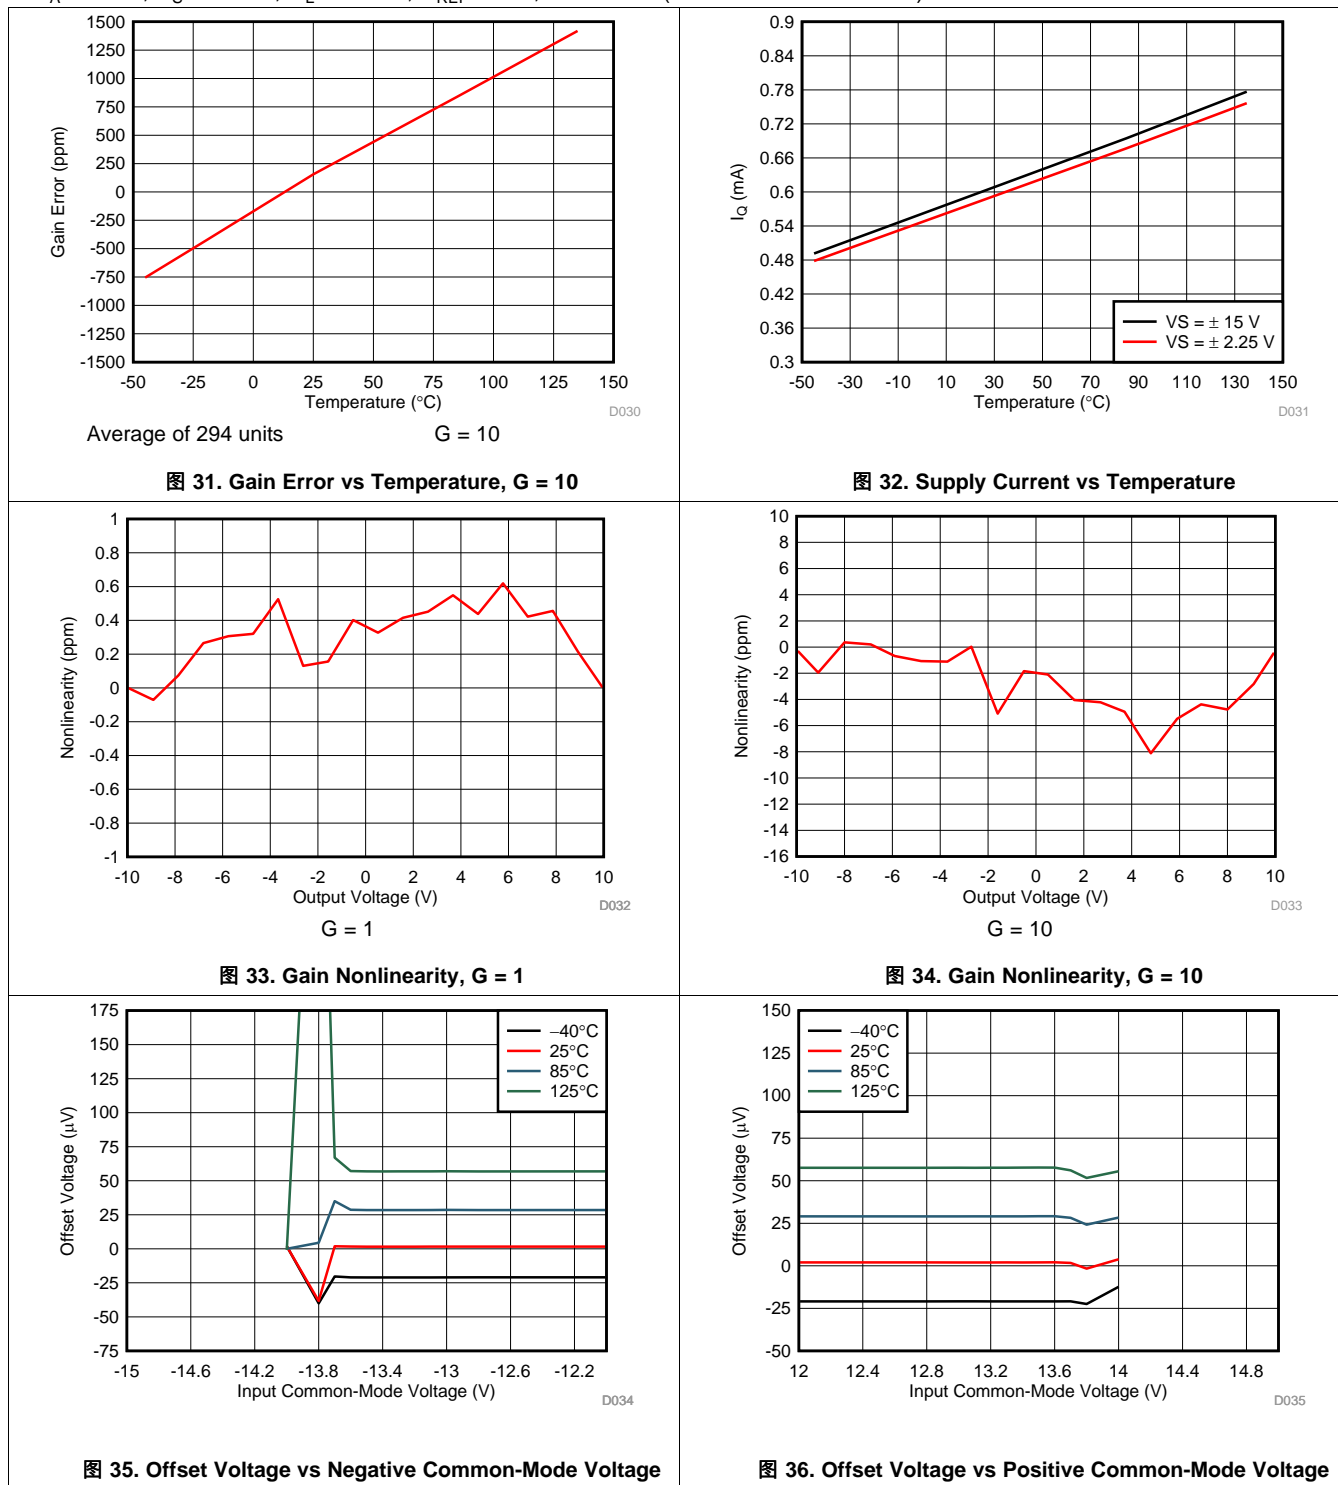 1500
1250
1000
750
500
250
0
-250
-500
-750
-1000
-1250
-1500
Gain Error (ppm)
-50 -25 0 25 50 75 100 125 150
Temperature (°C)
D030
Average of 294 units G = 10
图 31. Gain Error vs Temperature, G = 10
0.9
0.84
0.78
0.72
0.66
0.6
0.54
0.48
0.42
0.36
0.3
IQ (mA)
VS = ± 15 V
VS = ± 2.25 V
-50 -30 -10 10 30 50 70 90 110 130 150
Temperature (°C)
D031
图 32. Supply Current vs Temperature
1
0.8
0.6
0.4
0.2
0
-0.2
-0.4
-0.6
-0.8
-1
Nonlinearity (ppm)
-10 -8 -6 -4 -2 0 2 4 6 8 10
Output Voltage (V)
D032
G = 1
图 33. Gain Nonlinearity, G = 1
10
8
6
4
2
0
-2
-4
-6
-8
-10
-12
-14
-16
Nonlinearity (ppm)
-10 -8 -6 -4 -2 0 2 4 6 8 10
Output Voltage (V)
D033
G = 10
图 34. Gain Nonlinearity, G = 10
175
150
125
100
75
50
25
0
-25
-50
-75
Offset Voltage (μV)
−40°C
25°C
85°C
125°C
-15 -14.6 -14.2 -13.8 -13.4 -13 -12.6 -12.2
Input Common-Mode Voltage (V)
D034
图 35. Offset Voltage vs Negative Common-Mode Voltage
150
125
100
75
50
25
0
-25
-50
Offset Voltage (μV)
−40°C
25°C
85°C
125°C
12 12.4 12.8 13.2 13.6 14 14.4 14.8
Input Common-Mode Voltage (V)
D035
图 36. Offset Voltage vs Positive Common-Mode Voltage